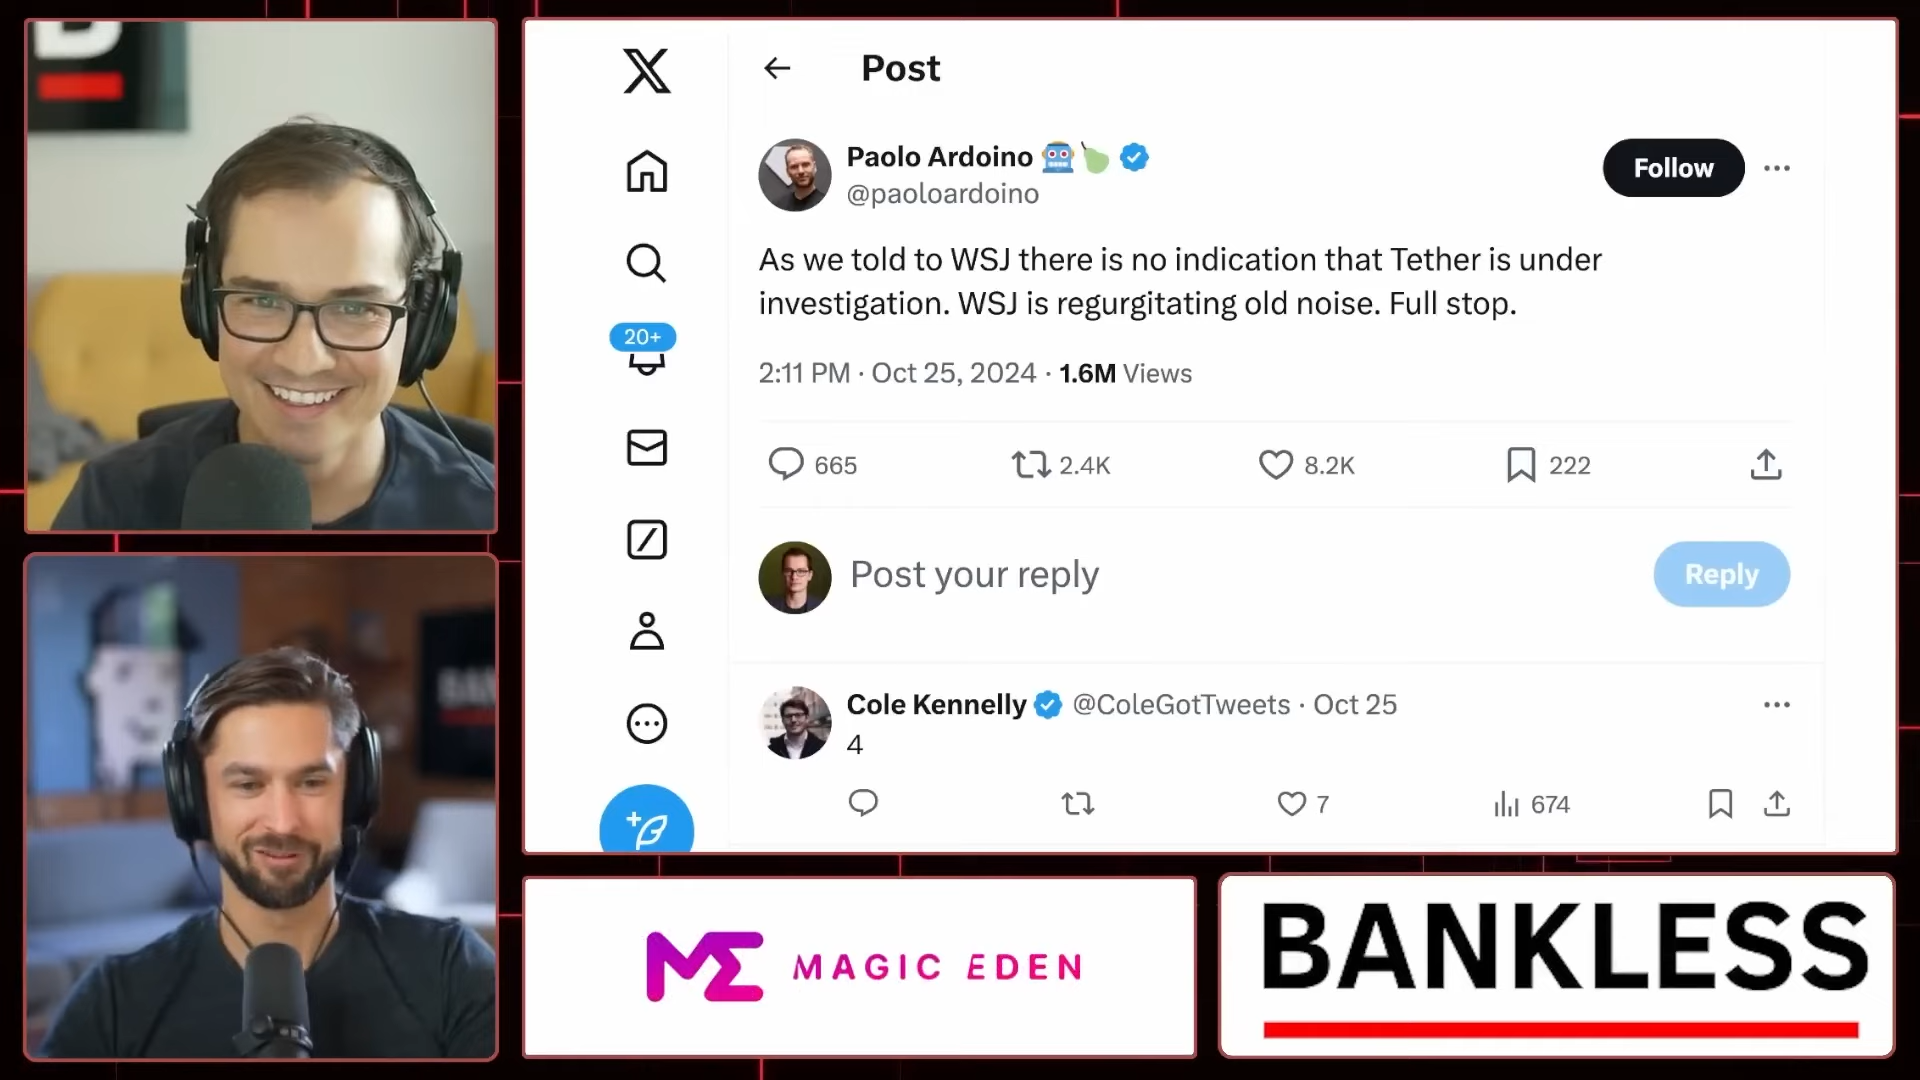 Post
Paolo Ardoino
@paoloardoino
Follow
As we told to WSJ there is no indication that Tether is under
investigation. WSJ is regurgitating old noise. Full stop.
20+
2:11 PM · Oct 25, 2024 · 1.6M Views
665 2.4K 8.2K 222
Post your reply
Reply
Cole Kennelly @ColeGotTweets · Oct 25
4
7 674
MAGIC EDEN
BANKLESS